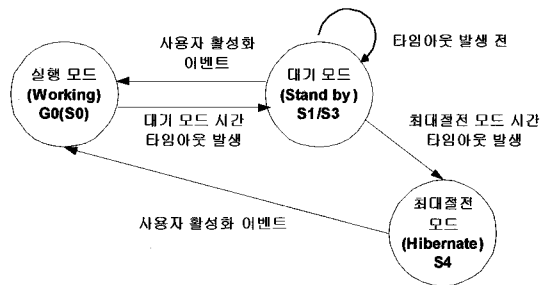 사용자 활성화
이벤트
타임아웃 발생 전
실행 모드
(Working)
G0(S0)
대기 모드
(Stand by)
S1/S3
대기 모드 시간
타임아웃 발생
최대절전 모드 시간
타임아웃 발생
사용자 활성화 이벤트
최대절전
모드
(Hibernate)
S4